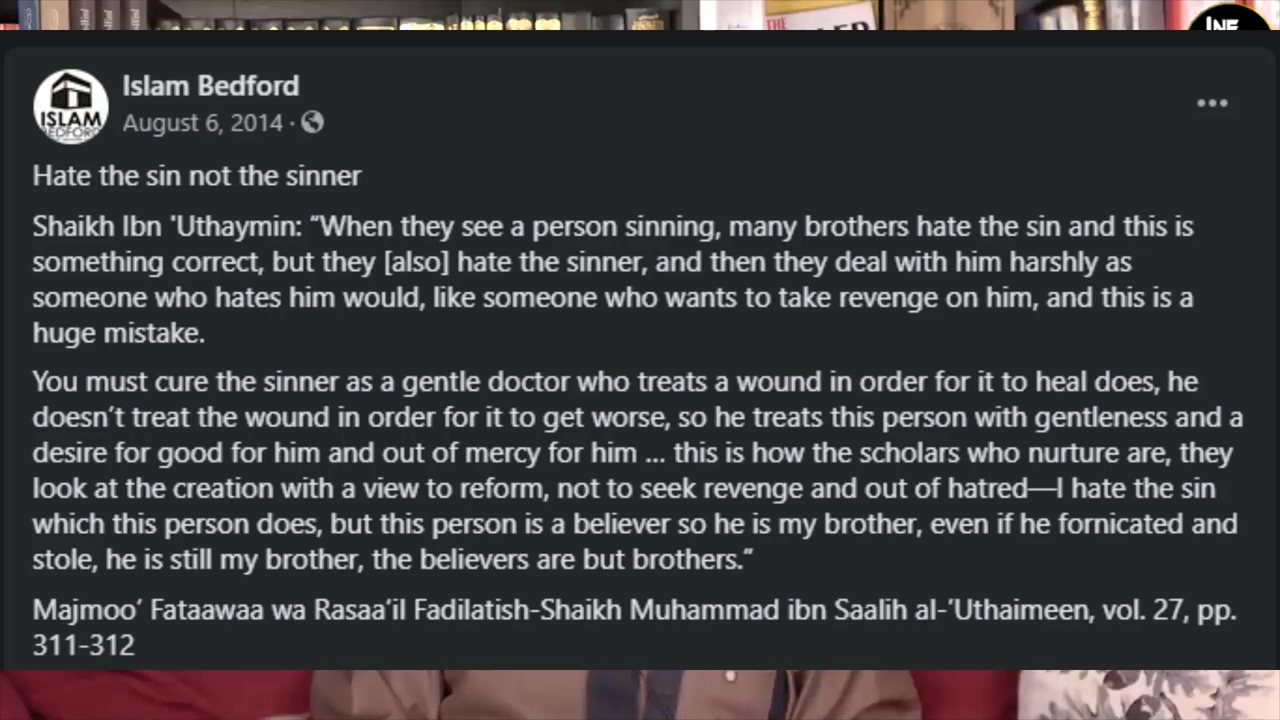 THE
INF
ISLAM
BEDFORD
Islam Bedford
August 6, 2014 ·
Hate the sin not the sinner
Shaikh Ibn 'Uthaymin: “When they see a person sinning, many brothers hate the sin and this is
something correct, but they [also] hate the sinner, and then they deal with him harshly as
someone who hates him would, like someone who wants to take revenge on him, and this is a
huge mistake.
You must cure the sinner as a gentle doctor who treats a wound in order for it to heal does, he
doesn’t treat the wound in order for it to get worse, so he treats this person with gentleness and a
desire for good for him and out of mercy for him ... this is how the scholars who nurture are, they
look at the creation with a view to reform, not to seek revenge and out of hatred—I hate the sin
which this person does, but this person is a believer so he is my brother, even if he fornicated and
stole, he is still my brother, the believers are but brothers.”
Majmoo’ Fataawaa wa Rasaa’il Fadilatish-Shaikh Muhammad ibn Saalih al-’Uthaimeen, vol. 27, pp.
311-312